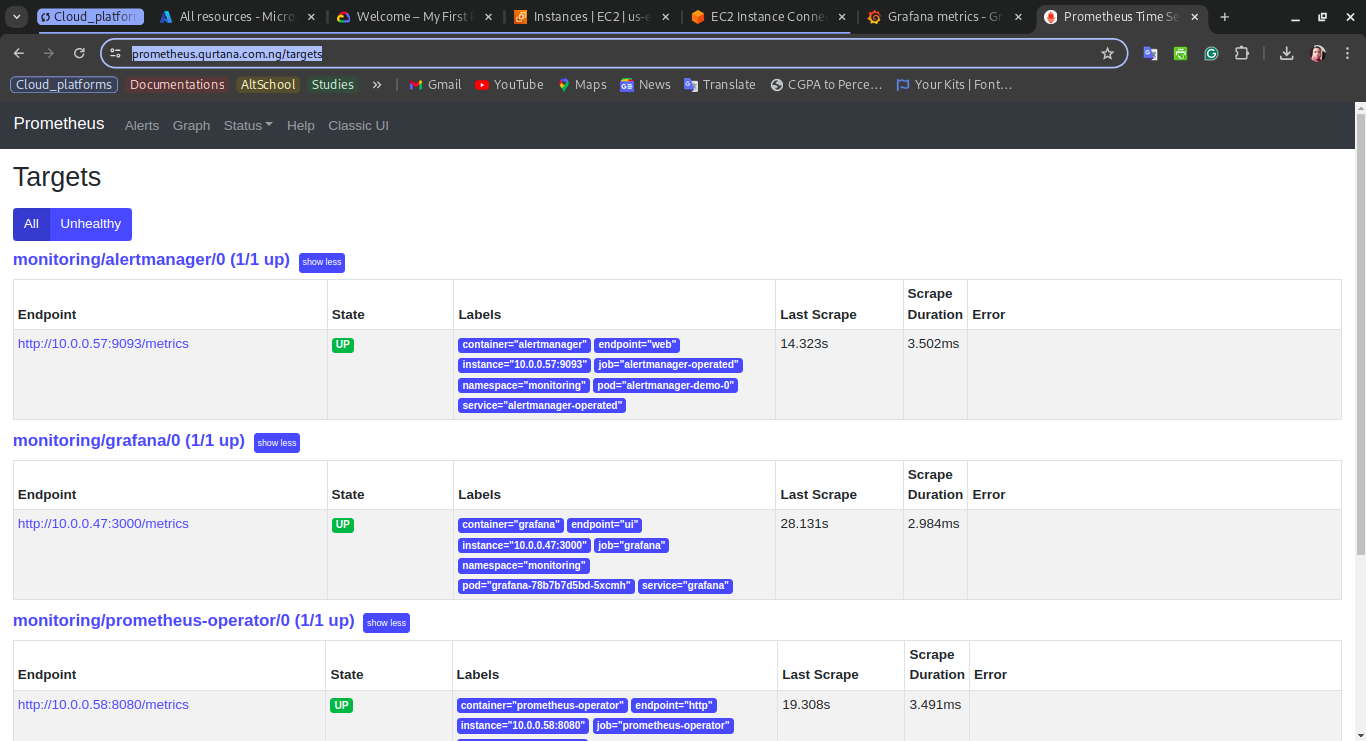 Cloud_platform All resources - Micro Welcome – My First P Instances | EC2 | us-e EC2 Instance Conne Grafana metrics - Gr Prometheus Time Se
prometheus.qurtana.com.ng/targets
Cloud_platforms Documentations AltSchool Studies » Gmail YouTube Maps News Translate CGPA to Perce... Your Kits | Font...
Prometheus Alerts Graph Status Help Classic UI
Targets
All Unhealthy
monitoring/alertmanager/0 (1/1 up) show less
Scrape
Endpoint State Labels Last Scrape Duration Error
http://10.0.0.57:9093/metrics UP container="alertmanager" endpoint="web" 14.323s 3.502ms
instance="10.0.0.57:9093" job="alertmanager-operated"
namespace="monitoring" pod="alertmanager-demo-0"
service="alertmanager-operated"
monitoring/grafana/0 (1/1 up) show less
Scrape
Endpoint State Labels Last Scrape Duration Error
http://10.0.0.47:3000/metrics UP container="grafana" endpoint="ui" 28.131s 2.984ms
instance="10.0.0.47:3000" job="grafana"
namespace="monitoring"
pod="grafana-78b7b7d5bd-5xcmh" service="grafana"
monitoring/prometheus-operator/0 (1/1 up) show less
Scrape
Endpoint State Labels Last Scrape Duration Error
http://10.0.0.58:8080/metrics UP container="prometheus-operator" endpoint="http" 19.308s 3.491ms
instance="10.0.0.58:8080" job="prometheus-operator"